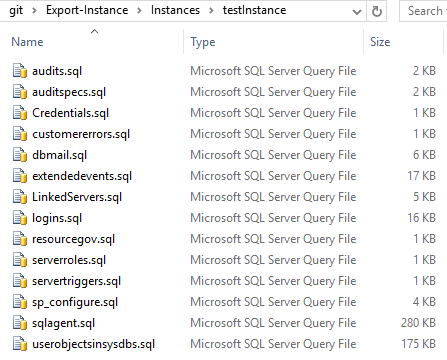 git > Export-Instance > Instances > testInstance
Search
Name Type Size
audits.sql Microsoft SQL Server Query File 2 KB
auditspecs.sql Microsoft SQL Server Query File 2 KB
Credentials.sql Microsoft SQL Server Query File 1 KB
customererrors.sql Microsoft SQL Server Query File 1 KB
dbmail.sql Microsoft SQL Server Query File 6 KB
extendedevents.sql Microsoft SQL Server Query File 17 KB
LinkedServers.sql Microsoft SQL Server Query File 5 KB
logins.sql Microsoft SQL Server Query File 16 KB
resourcegov.sql Microsoft SQL Server Query File 1 KB
serverroles.sql Microsoft SQL Server Query File 1 KB
servertriggers.sql Microsoft SQL Server Query File 1 KB
sp_configure.sql Microsoft SQL Server Query File 4 KB
sqlagent.sql Microsoft SQL Server Query File 280 KB
userobjectsinsysdbs.sql Microsoft SQL Server Query File 175 KB